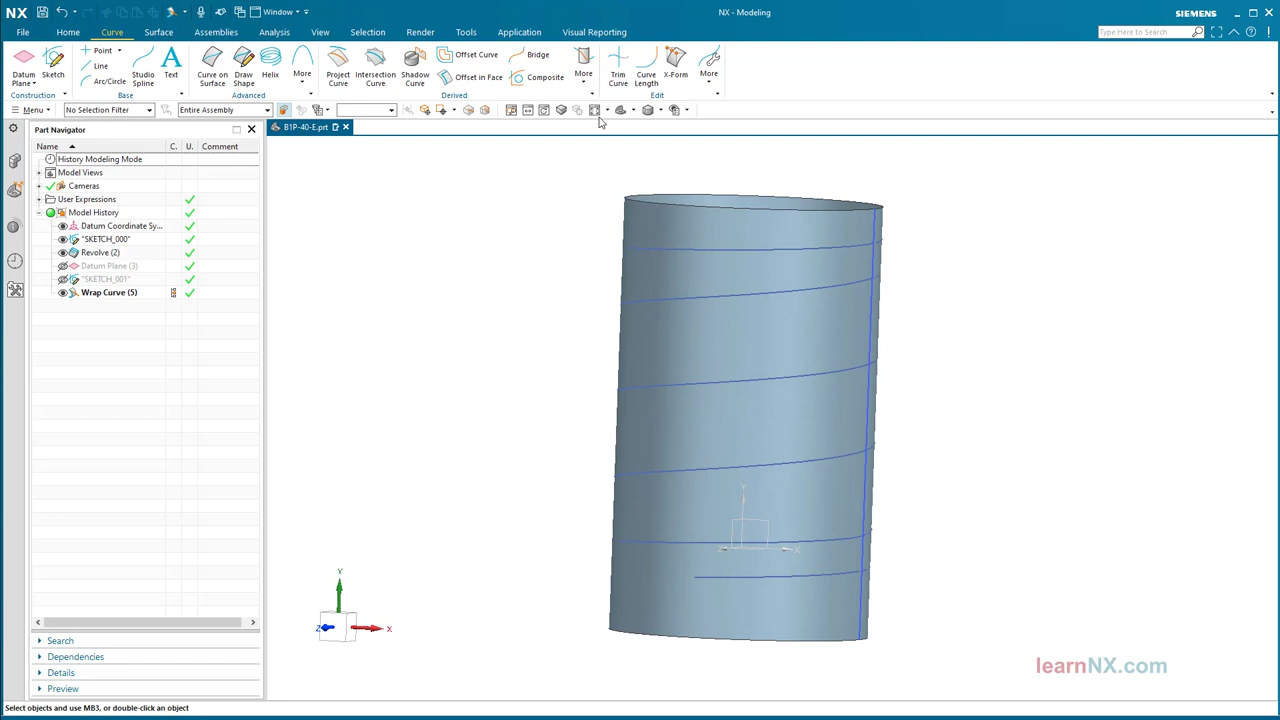 NX
Window
NX - Modeling
SIEMENS
File
Home
Curve
Surface
Assemblies
Analysis
View
Selection
Render
Tools
Application
Visual Reporting
Type Here to Search
Datum Plane
Sketch
Construction
Point
Line
Arc/Circle
Studio Spline
Text
Base
Curve on Surface
Draw Shape
Helix
More
Advanced
Project Curve
Intersection Curve
Shadow Curve
Offset Curve
Offset in Face
Bridge
Composite
More
Derived
Trim Curve
Curve Length
X-Form
More
Edit
Menu
No Selection Filter
Entire Assembly
Part Navigator
B1P-40-E.prt
Name
C.
U.
Comment
History Modeling Mode
Model Views
Cameras
User Expressions
Model History
Datum Coordinate Sy...
"SKETCH_000"
Revolve (2)
Datum Plane (3)
"SKETCH_001"
Wrap Curve (5)
Y
Z
X
Y
Z
X
Search
Dependencies
Details
Preview
learnNX.com
Select objects and use MB3, or double-click an object